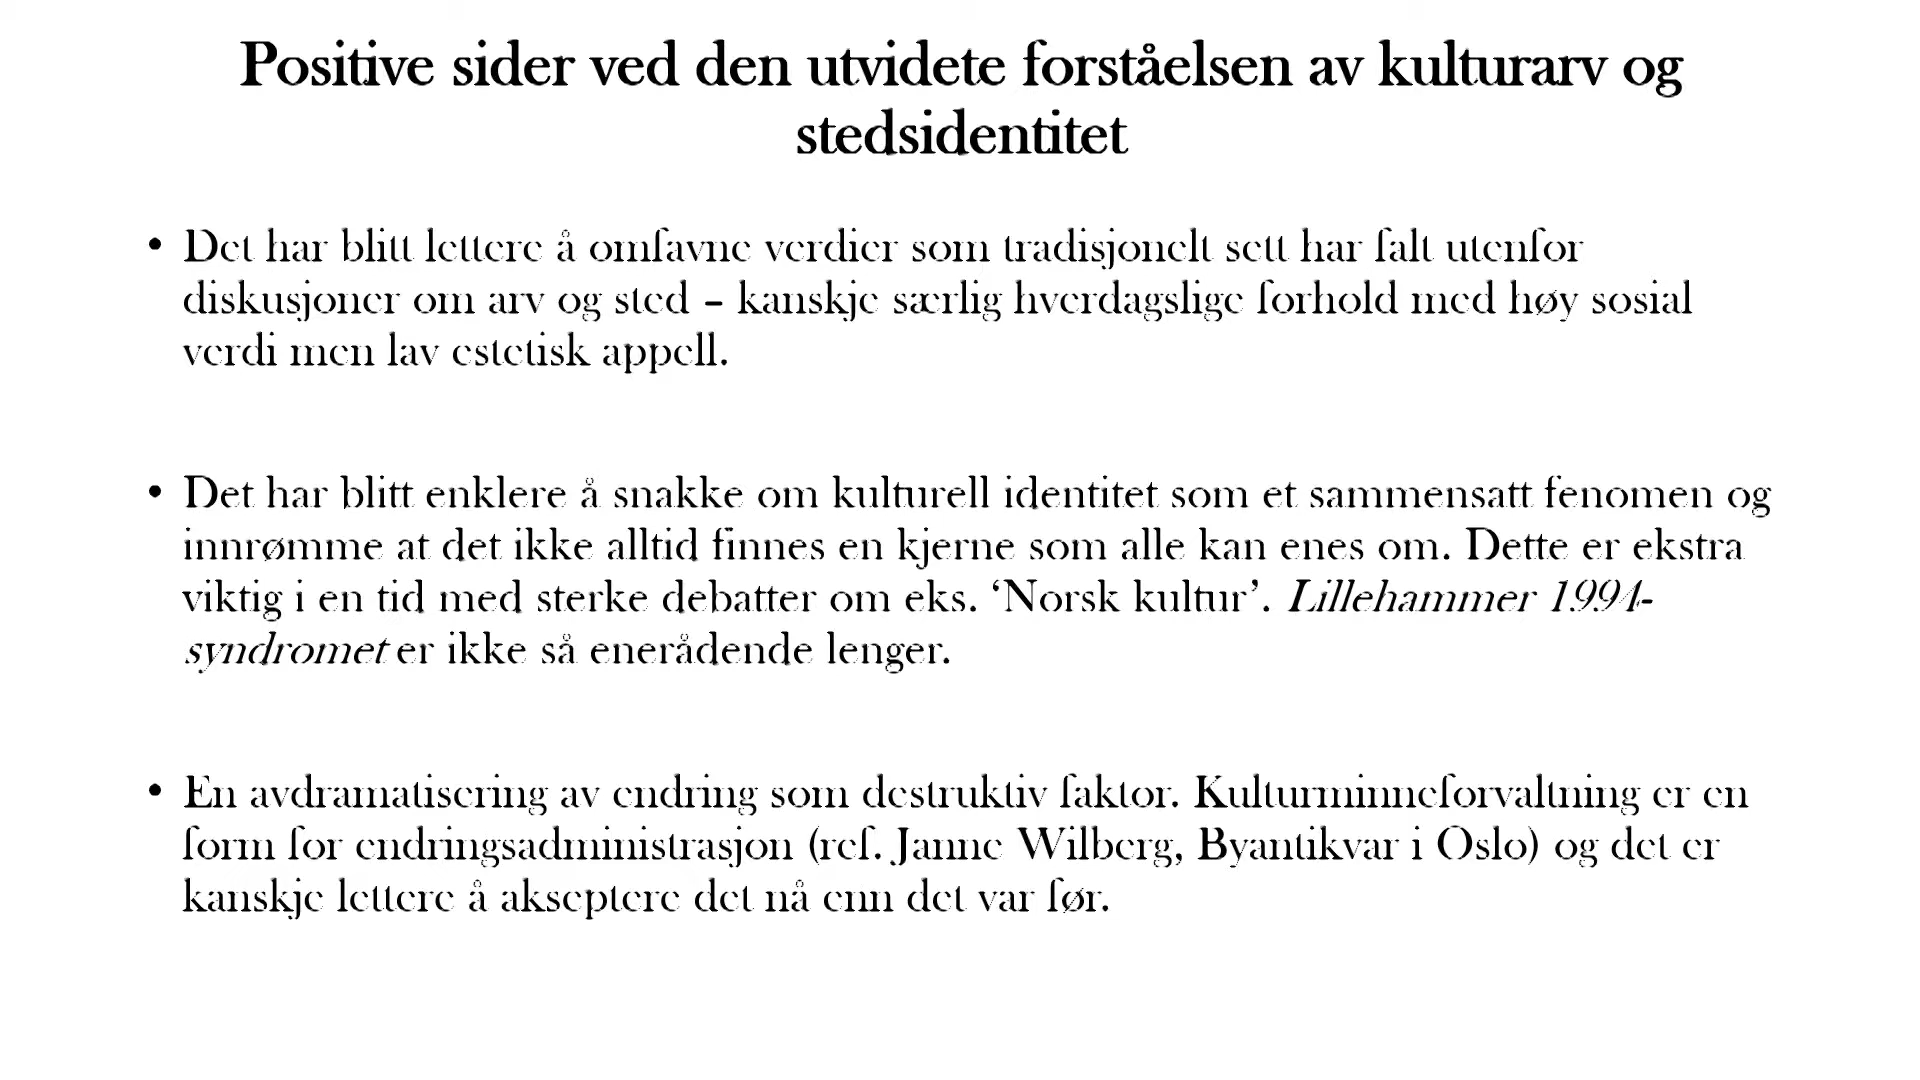 Positive sider ved den utvidete forståelsen av kulturarv og
stedsidentitet
• Det har blitt lettere å omfavne verdier som tradisjonelt sett har falt utenfor
diskusjoner om arv og sted – kanskje særlig hverdagslige forhold med høy sosial
verdi men lav estetisk appell.
• Det har blitt enklere å snakke om kulturell identitet som et sammensatt fenomen og
innrømme at det ikke alltid finnes en kjerne som alle kan enes om. Dette er ekstra
viktig i en tid med sterke debatter om eks. ‘Norsk kultur’. Lillehammer 1994-
syndromet er ikke så enerådende lenger.
• En avdramatisering av endring som destruktiv faktor. Kulturminneforvaltning er en
form for endringsadministrasjon (ref. Janne Wilberg, Byantikvar i Oslo) og det er
kanskje lettere å akseptere det nå enn det var før.